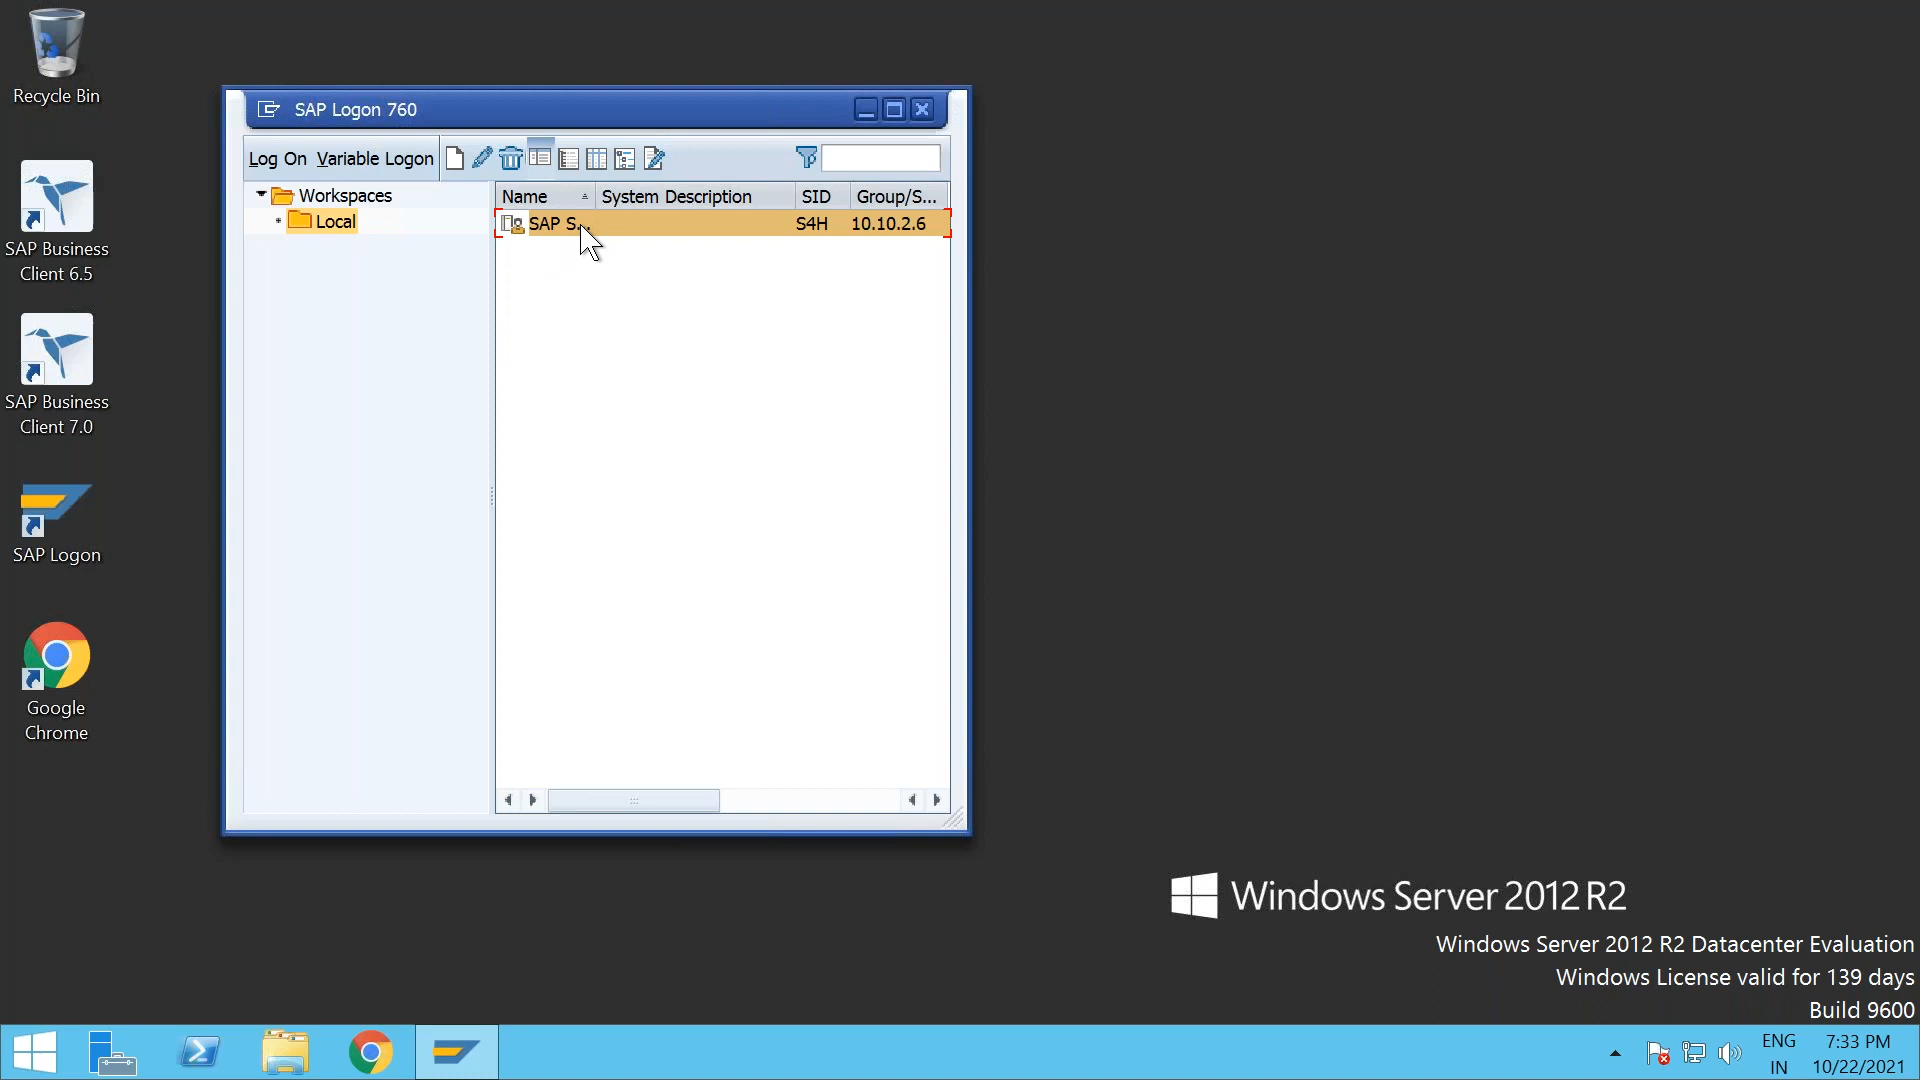 Recycle Bin
SAP Business
Client 6.5
SAP Business
Client 7.0
SAP Logon
Google
Chrome
SAP Logon 760
Log On Variable Logon
Workspaces
Local
Name System Description SID Group/S...
SAP S... S4H 10.10.2.6
Windows Server 2012 R2
Windows Server 2012 R2 Datacenter Evaluation
Windows License valid for 139 days
Build 9600
ENG
IN
7:33 PM
10/22/2021